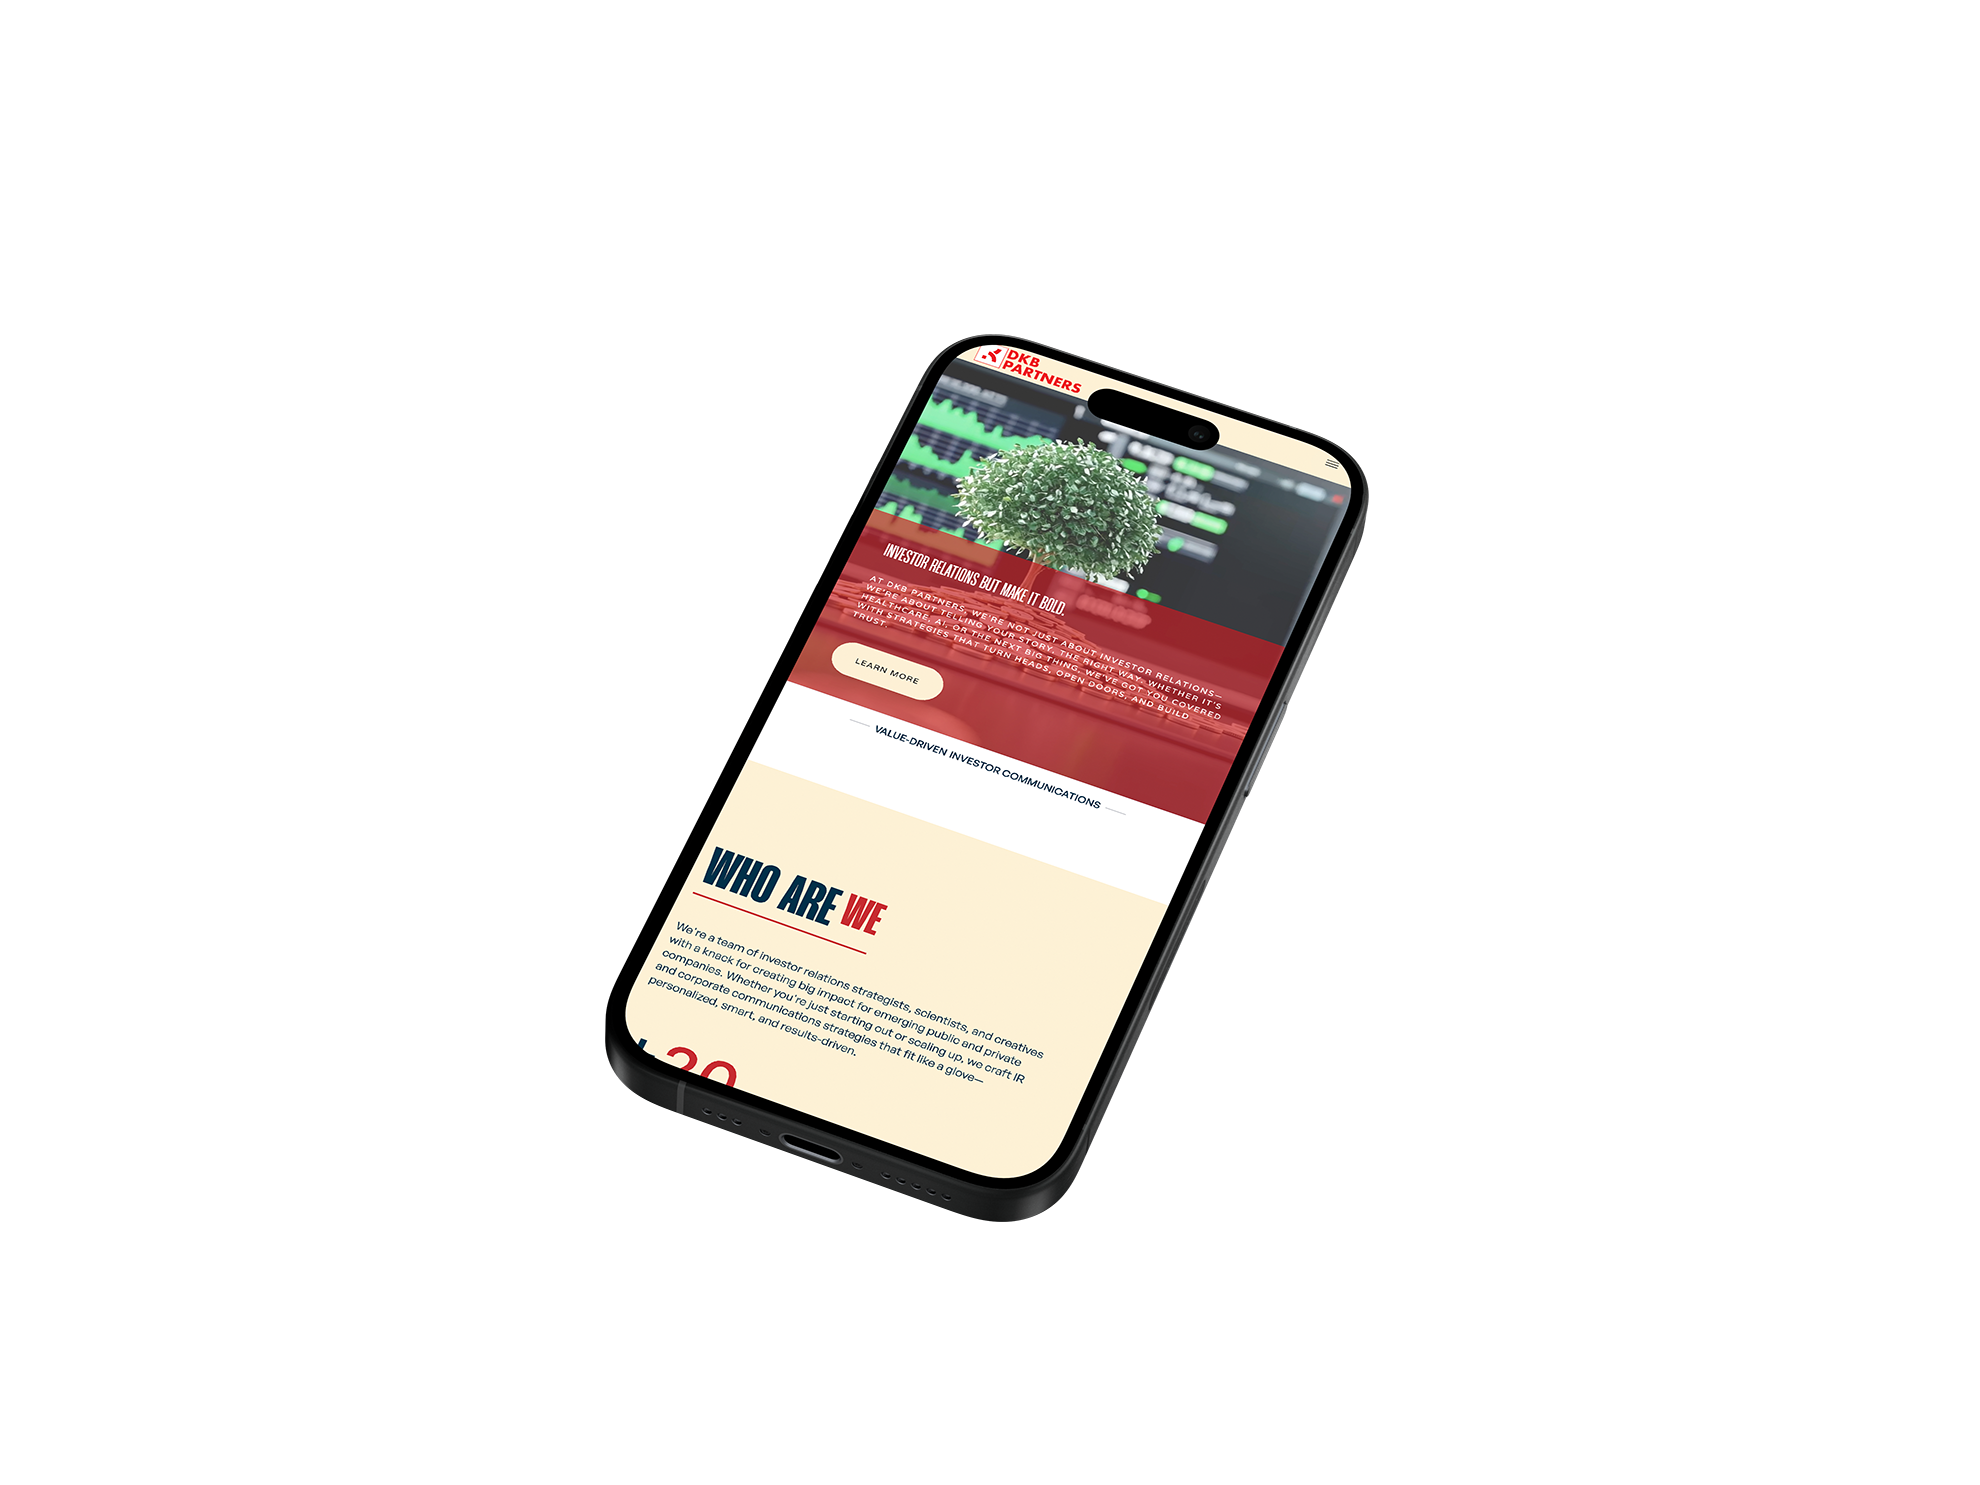 DKB
PARTNERS
INVESTOR RELATIONS BUT MAKE IT BOLD.
AT DKB PARTNERS, WE'RE NOT JUST ABOUT INVESTOR RELATIONS—
WE'RE ABOUT TELLING YOUR STORY. THE RIGHT WAY. WHETHER IT'S
HEALTHCARE, AI, OR THE NEXT BIG THING, WE'VE GOT YOU COVERED
WITH STRATEGIES THAT TURN HEADS, OPEN DOORS, AND BUILD
TRUST.
LEARN MORE
VALUE-DRIVEN INVESTOR COMMUNICATIONS
WHO ARE WE
We're a team of investor relations strategists, scientists, and creatives
with a knack for creating big impact for emerging public and private
companies. Whether you're just starting out or scaling up, we craft IR
and corporate communications strategies that fit like a glove—
personalized, smart, and results-driven.